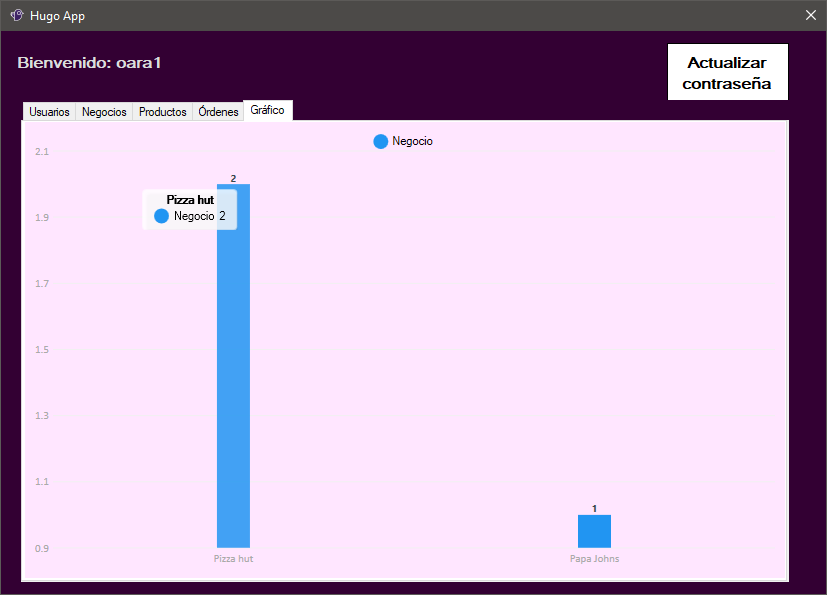 Hugo App
Bienvenido: oara1
Actualizar
contraseña
Usuarios Negocios Productos Órdenes Gráfico
Negocio
2.1
1.9
1.7
1.5
1.3
1.1
0.9
2
Pizza hut
Negocio 2
1
Pizza hut
Papa Johns